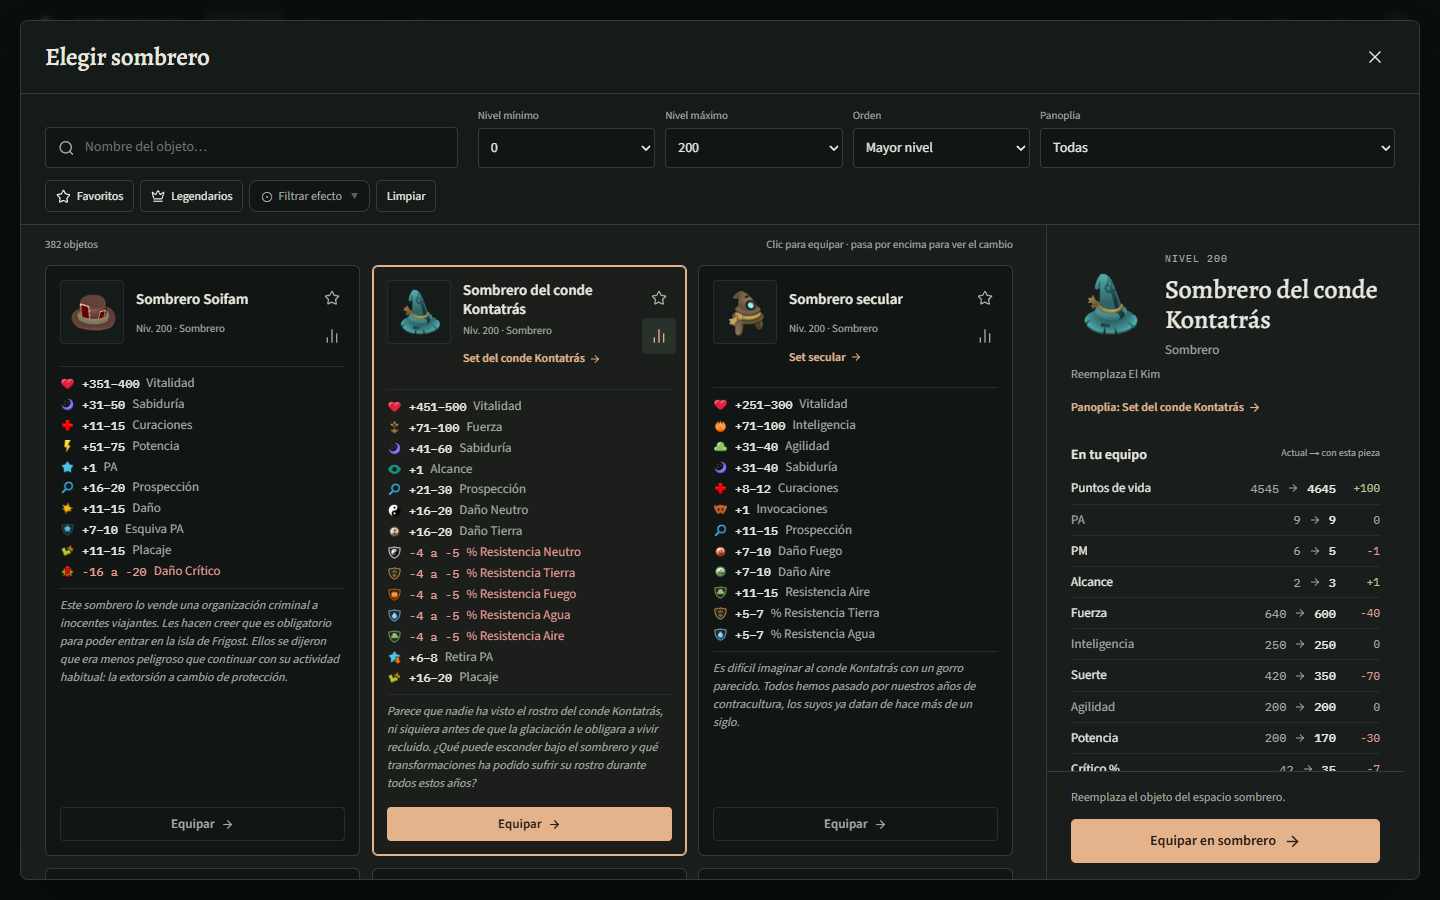 Elegir sombrero
Nivel mínimo
Nivel máximo
Orden
Panoplia
Nombre del objeto…
0
200
Mayor nivel
Todas
Favoritos
Legendarios
Filtrar efecto
Limpiar
382 objetos
Clic para equipar · pasa por encima para ver el cambio
Sombrero Soifam
Niv. 200 · Sombrero
+351–400 Vitalidad
+31–50 Sabiduría
+11–15 Curaciones
+51–75 Potencia
+1 PA
+16–20 Prospección
+11–15 Daño
+7–10 Esquiva PA
+11–15 Placaje
-16 a -20 Daño Crítico
Este sombrero lo vende una organización criminal a
inocentes viajantes. Les hacen creer que es obligatorio
para poder entrar en la isla de Frigost. Ellos se dijeron
que era menos peligroso que continuar con su actividad
habitual: la extorsión a cambio de protección.
Equipar →
Sombrero del conde
Kontatrás
Niv. 200 · Sombrero
Set del conde Kontatrás →
+451–500 Vitalidad
+71–100 Fuerza
+41–60 Sabiduría
+1 Alcance
+21–30 Prospección
+16–20 Daño Neutro
+16–20 Daño Tierra
-4 a -5 % Resistencia Neutro
-4 a -5 % Resistencia Tierra
-4 a -5 % Resistencia Fuego
-4 a -5 % Resistencia Agua
-4 a -5 % Resistencia Aire
+6–8 Retira PA
+16–20 Placaje
Parece que nadie ha visto el rostro del conde Kontatrás,
ni siquiera antes de que la glaciación le obligara a vivir
recluido. ¿Qué puede esconder bajo el sombrero y qué
transformaciones ha podido sufrir su rostro durante
todos estos años?
Equipar →
Sombrero secular
Niv. 200 · Sombrero
Set secular →
+251–300 Vitalidad
+71–100 Inteligencia
+31–40 Agilidad
+31–40 Sabiduría
+8–12 Curaciones
+1 Invocaciones
+11–15 Prospección
+7–10 Daño Fuego
+7–10 Daño Aire
+11–15 Resistencia Aire
+5–7 % Resistencia Tierra
+5–7 % Resistencia Agua
Es difícil imaginar al conde Kontatrás con un gorro
parecido. Todos hemos pasado por nuestros años de
contracultura, los suyos ya datan de hace más de un
siglo.
Equipar →
NIVEL 200
Sombrero del conde
Kontatrás
Sombrero
Reemplaza El Kim
Panoplia: Set del conde Kontatrás →
En tu equipo
Actual → con esta pieza
Puntos de vida 4545 → 4645 +100
PA 9 → 9 0
PM 6 → 5 -1
Alcance 2 → 3 +1
Fuerza 640 → 600 -40
Inteligencia 250 → 250 0
Suerte 420 → 350 -70
Agilidad 200 → 200 0
Potencia 200 → 170 -30
Crítico % 42 → 35 -7
Reemplaza el objeto del espacio sombrero.
Equipar en sombrero →